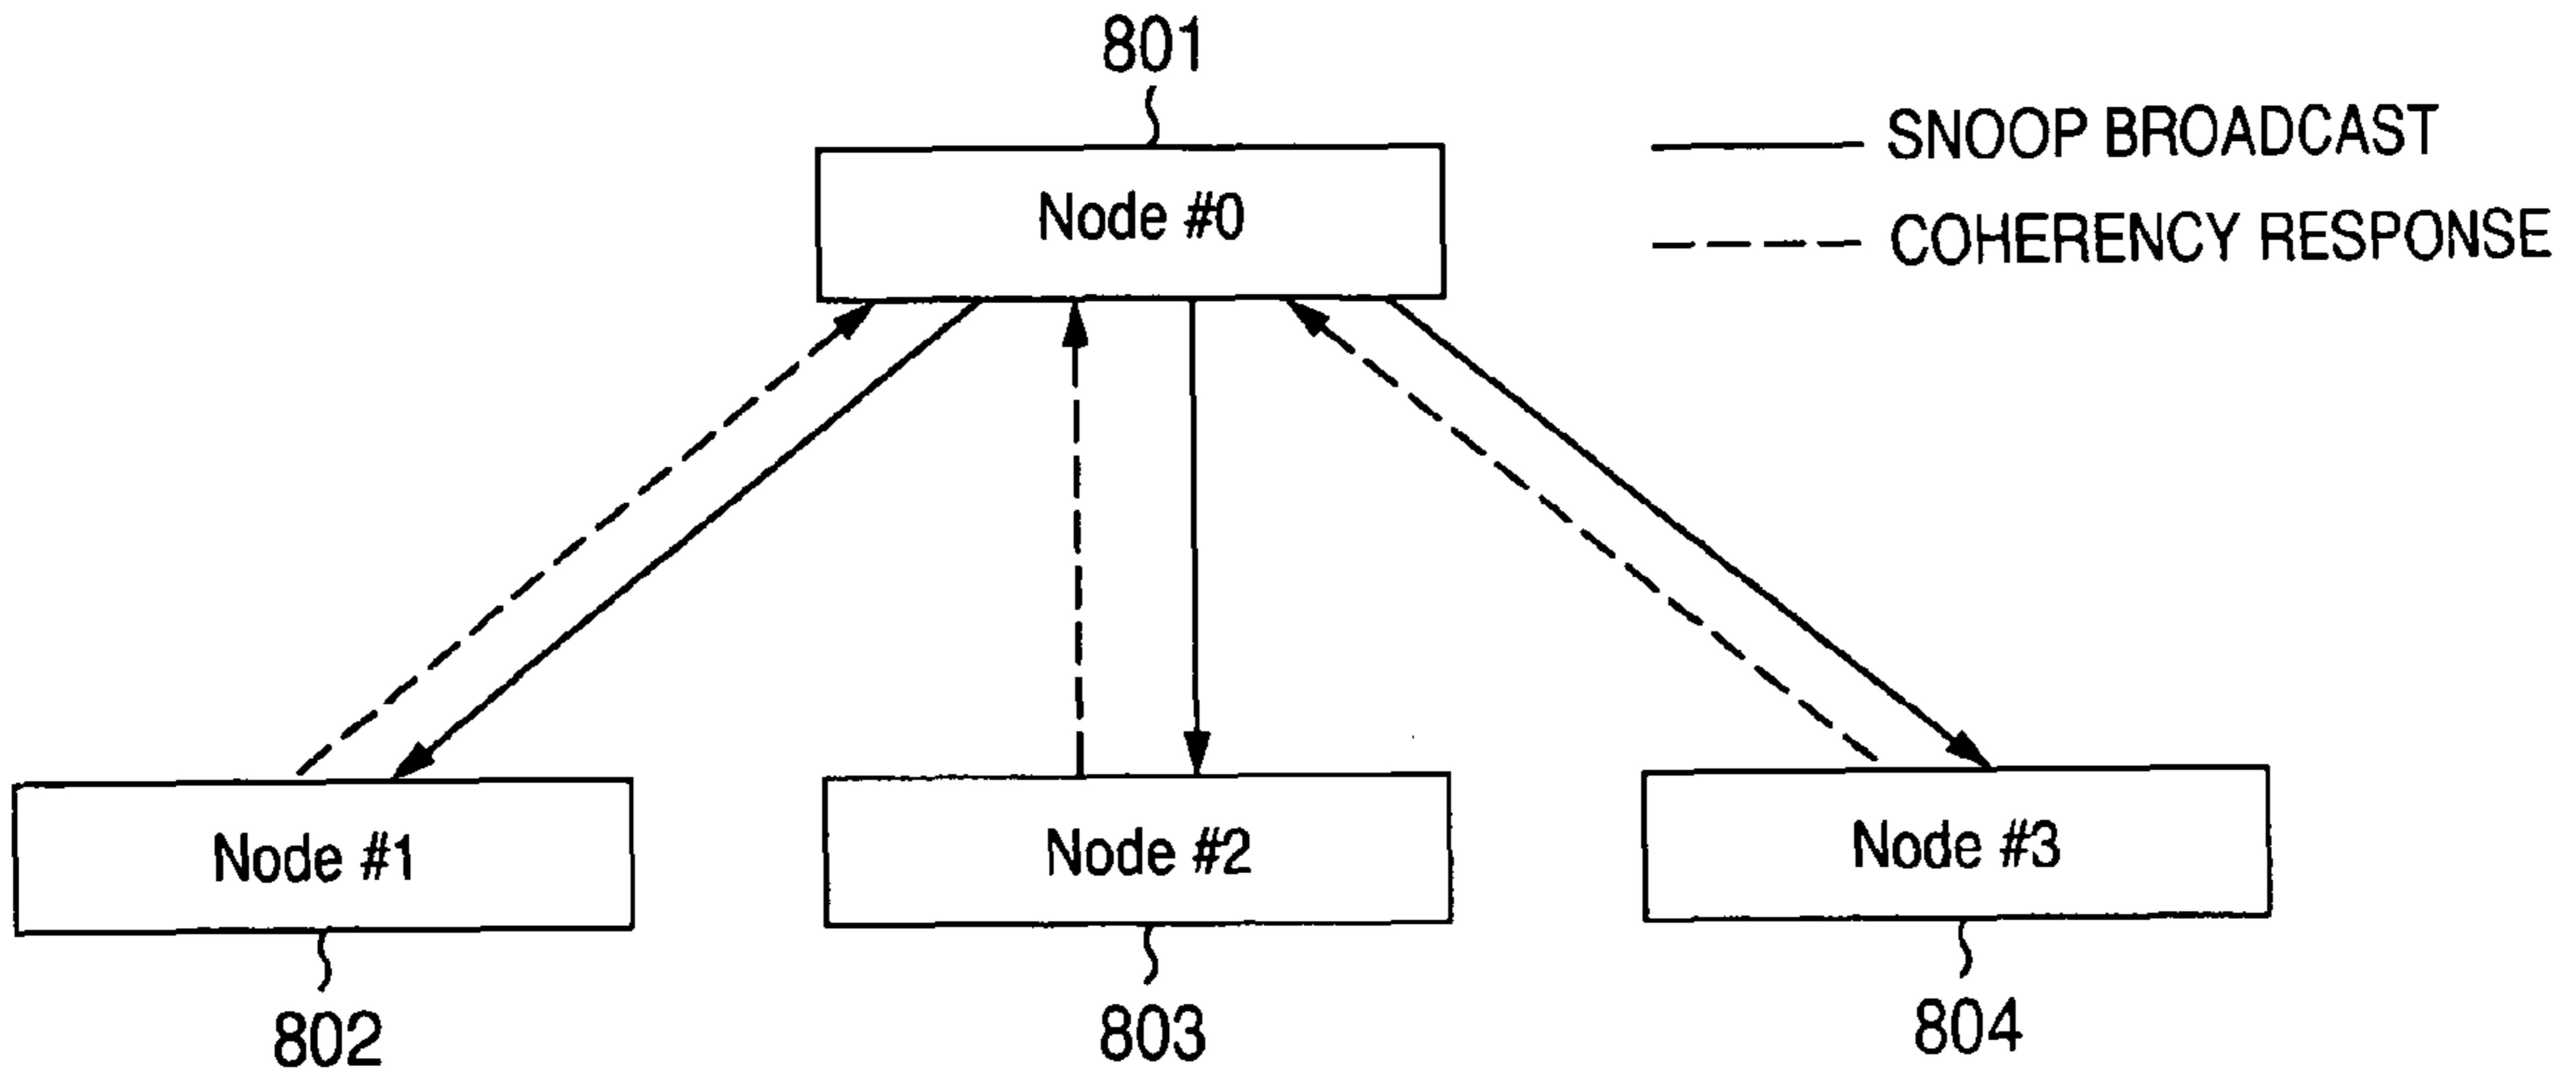 801
SNOOP BROADCAST
COHERENCY RESPONSE
Node #0
Node #1
Node #2
Node #3
802
803
804